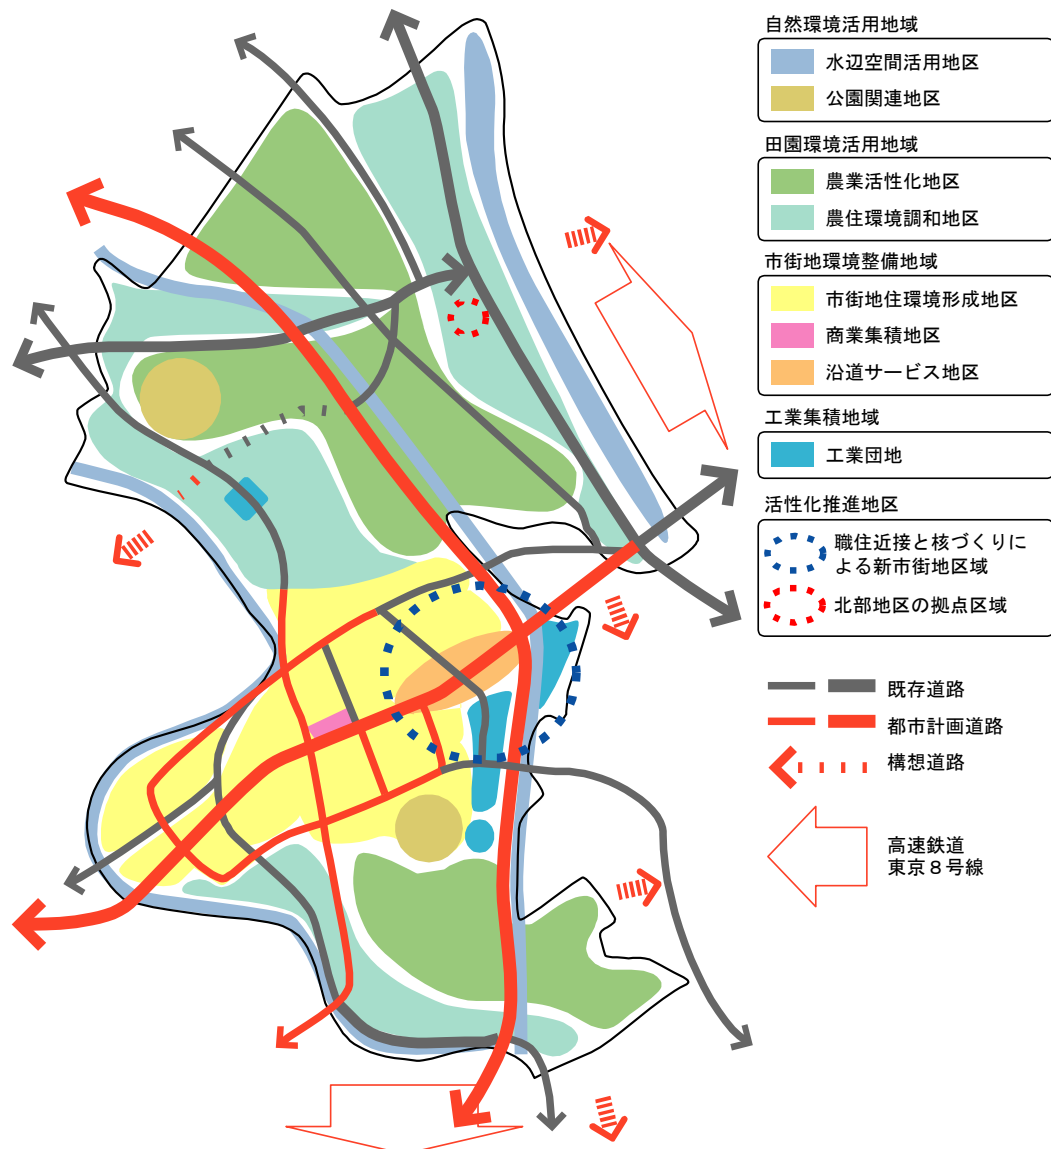 自然環境活用地域
水辺空間活用地区
公園関連地区
田園環境活用地域
農業活性化地区
農住環境調和地区
市街地環境整備地域
市街地住環境形成地区
商業集積地区
沿道サービス地区
工業集積地域
工業団地
活性化推進地区
職住近接と核づくりに
よる新市街地区域
北部地区の拠点区域
既存道路
都市計画道路
構想道路
高速鉄道
東京８号線